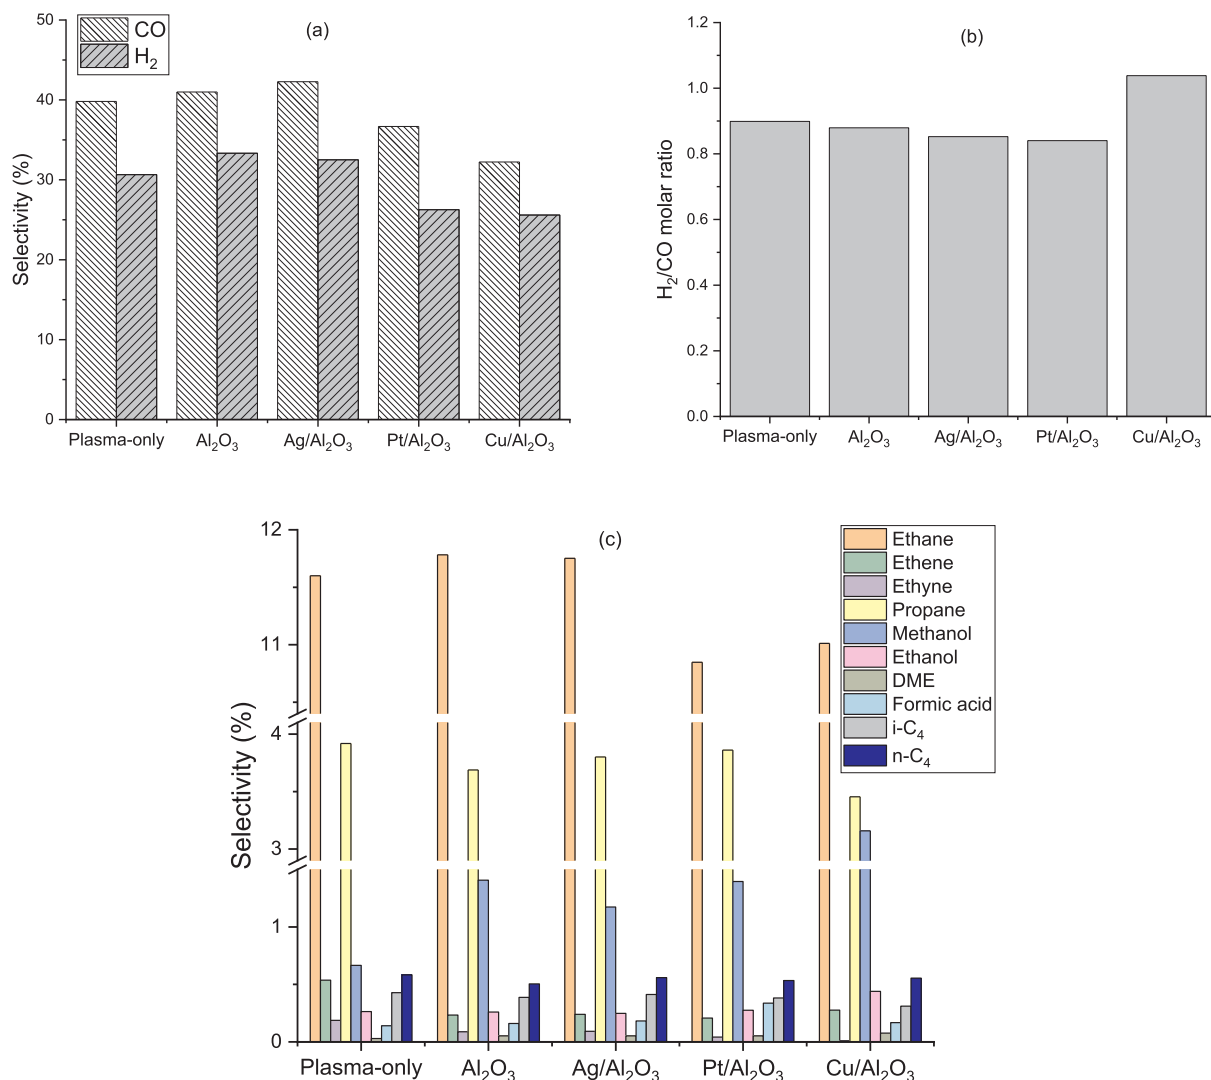 (a)
CO
H₂
50
40
30
20
10
0
Selectivity (%)
Plasma-only Al₂O₃ Ag/Al₂O₃ Pt/Al₂O₃ Cu/Al₂O₃
(b)
1.2
1.0
0.8
0.6
0.4
0.2
0.0
H₂/CO molar ratio
Plasma-only Al₂O₃ Ag/Al₂O₃ Pt/Al₂O₃ Cu/Al₂O₃
(c)
12
11
4
3
1
0
Selectivity (%)
Ethane
Ethene
Ethyne
Propane
Methanol
Ethanol
DME
Formic acid
i-C₄
n-C₄
Plasma-only Al₂O₃ Ag/Al₂O₃ Pt/Al₂O₃ Cu/Al₂O₃